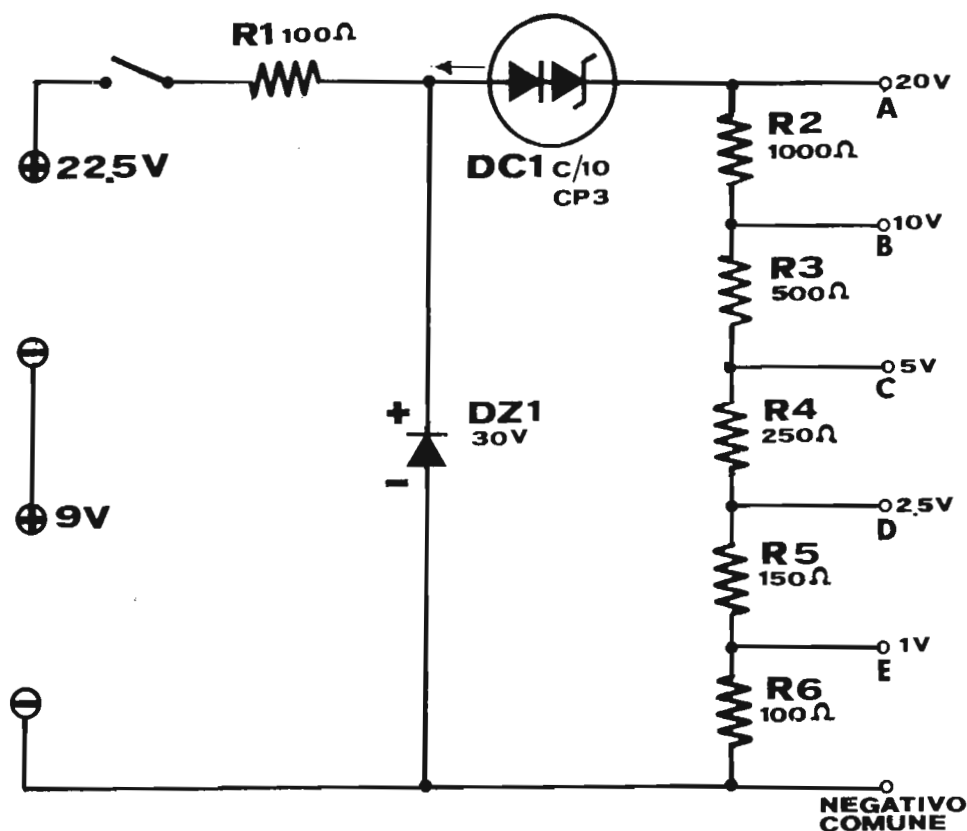 R1 100Ω
22.5V
9V
DC1 C/10
CP3
+
DZ1
30V
-
20V
A
R2
1000Ω
10V
B
R3
500Ω
5V
C
R4
250Ω
2.5V
D
R5
150Ω
1V
E
R6
100Ω
NEGATIVO
COMUNE